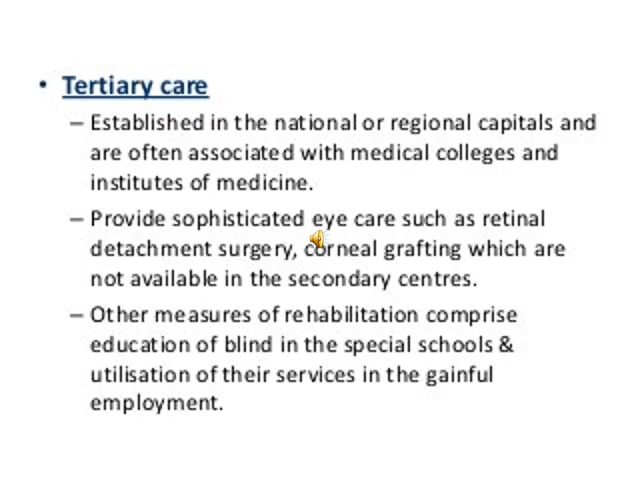 • Tertiary care
– Established in the national or regional capitals and
are often associated with medical colleges and
institutes of medicine.
– Provide sophisticated eye care such as retinal
detachment surgery, corneal grafting which are
not available in the secondary centres.
– Other measures of rehabilitation comprise
education of blind in the special schools &
utilisation of their services in the gainful
employment.